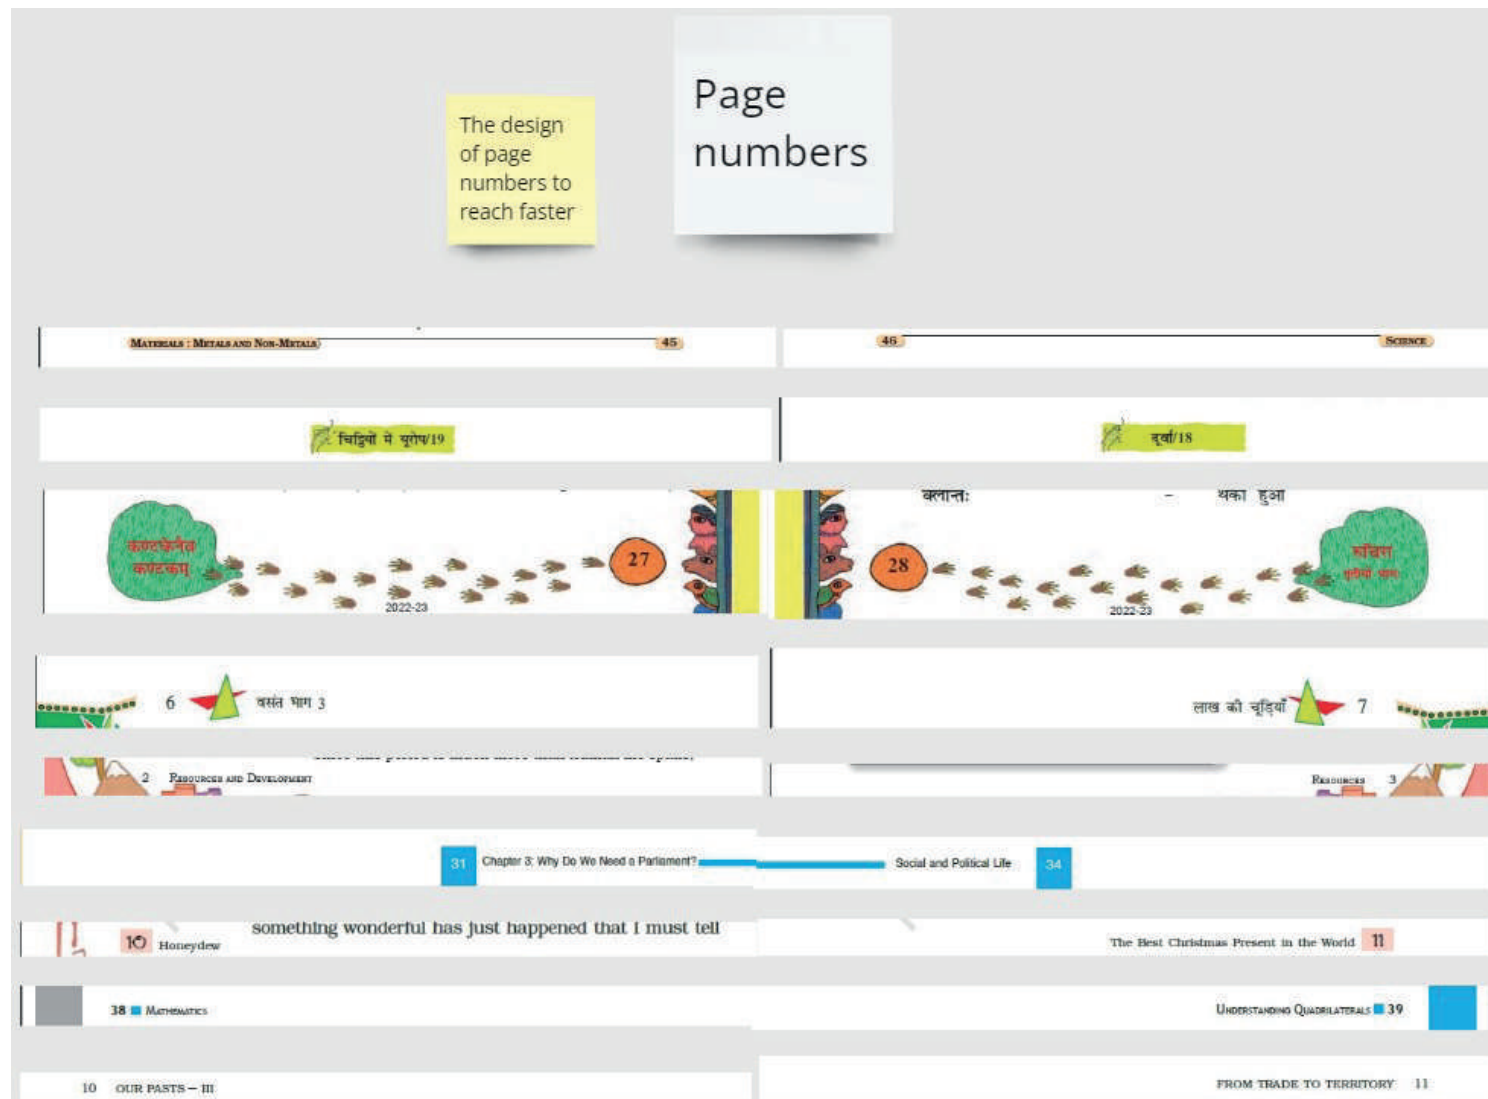 The design
of page
numbers to
reach faster
Page
numbers
MATERIALS : METALS AND NON-METALS 45
46 SCIENCE
चिट्ठियों में यूरोप/19
दूर्वा/18
क्लान्तः - थका हुआ
कण्टकेनैव
कण्टकम्
27
2022-23
28
रुचिरा
तृतीयो भागः
2022-23
6 वसंत भाग 3
लाख की चूड़ियाँ 7
2 RESOURCES AND DEVELOPMENT
RESOURCES 3
31 Chapter 3: Why Do We Need a Parliament?
Social and Political Life 34
something wonderful has just happened that I must tell
10 Honeydew
The Best Christmas Present in the World 11
38 MATHEMATICS
UNDERSTANDING QUADRILATERALS 39
10 OUR PASTS – III
FROM TRADE TO TERRITORY 11